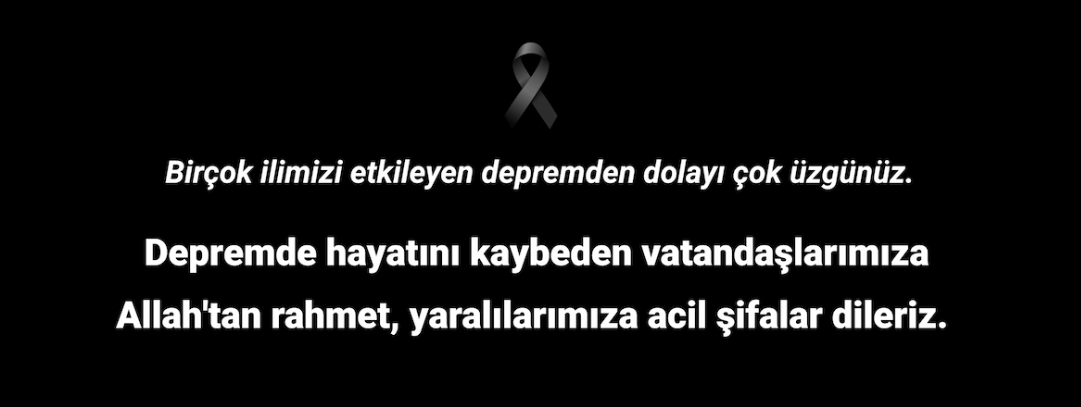 Birçok ilimizi etkileyen depremden dolayı çok üzgünüz.
Depremde hayatını kaybeden vatandaşlarımıza
Allah'tan rahmet, yaralılarımıza acil şifalar dileriz.